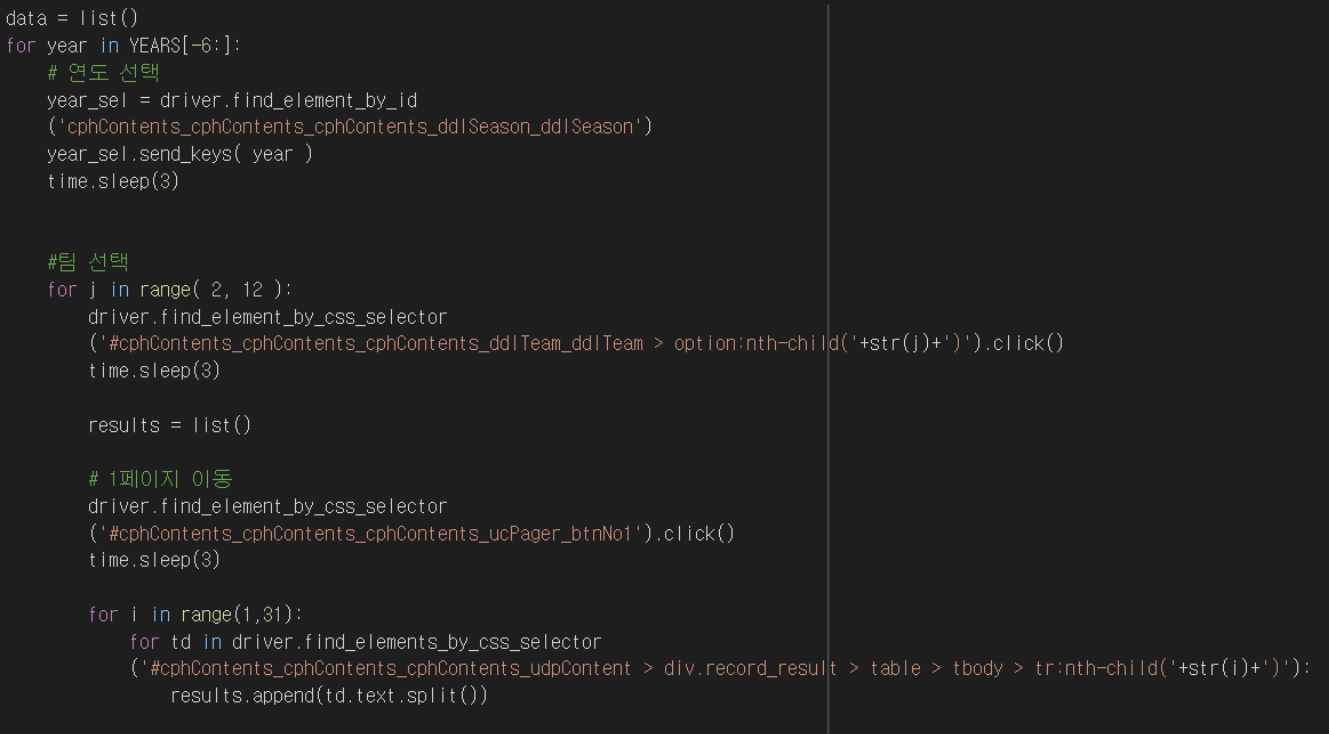 data = list()
for year in YEARS[-6:]:
    # 연도 선택
    year_sel = driver.find_element_by_id
    ('cphContents_cphContents_cphContents_ddlSeason_ddlSeason')
    year_sel.send_keys( year )
    time.sleep(3)
    #팀 선택
    for j in range( 2, 12 ):
        driver.find_element_by_css_selector
        ('#cphContents_cphContents_cphContents_ddlTeam_ddlTeam > option:nth-child('+str(j)+')').click()
        time.sleep(3)
        results = list()
        # 1페이지 이동
        driver.find_element_by_css_selector
        ('#cphContents_cphContents_cphContents_ucPager_btnNo1').click()
        time.sleep(3)
        for i in range(1,31):
            for td in driver.find_elements_by_css_selector
            ('#cphContents_cphContents_cphContents_udpContent > div.record_result > table > tbody > tr:nth-child('+str(i)+')'):
                results.append(td.text.split())